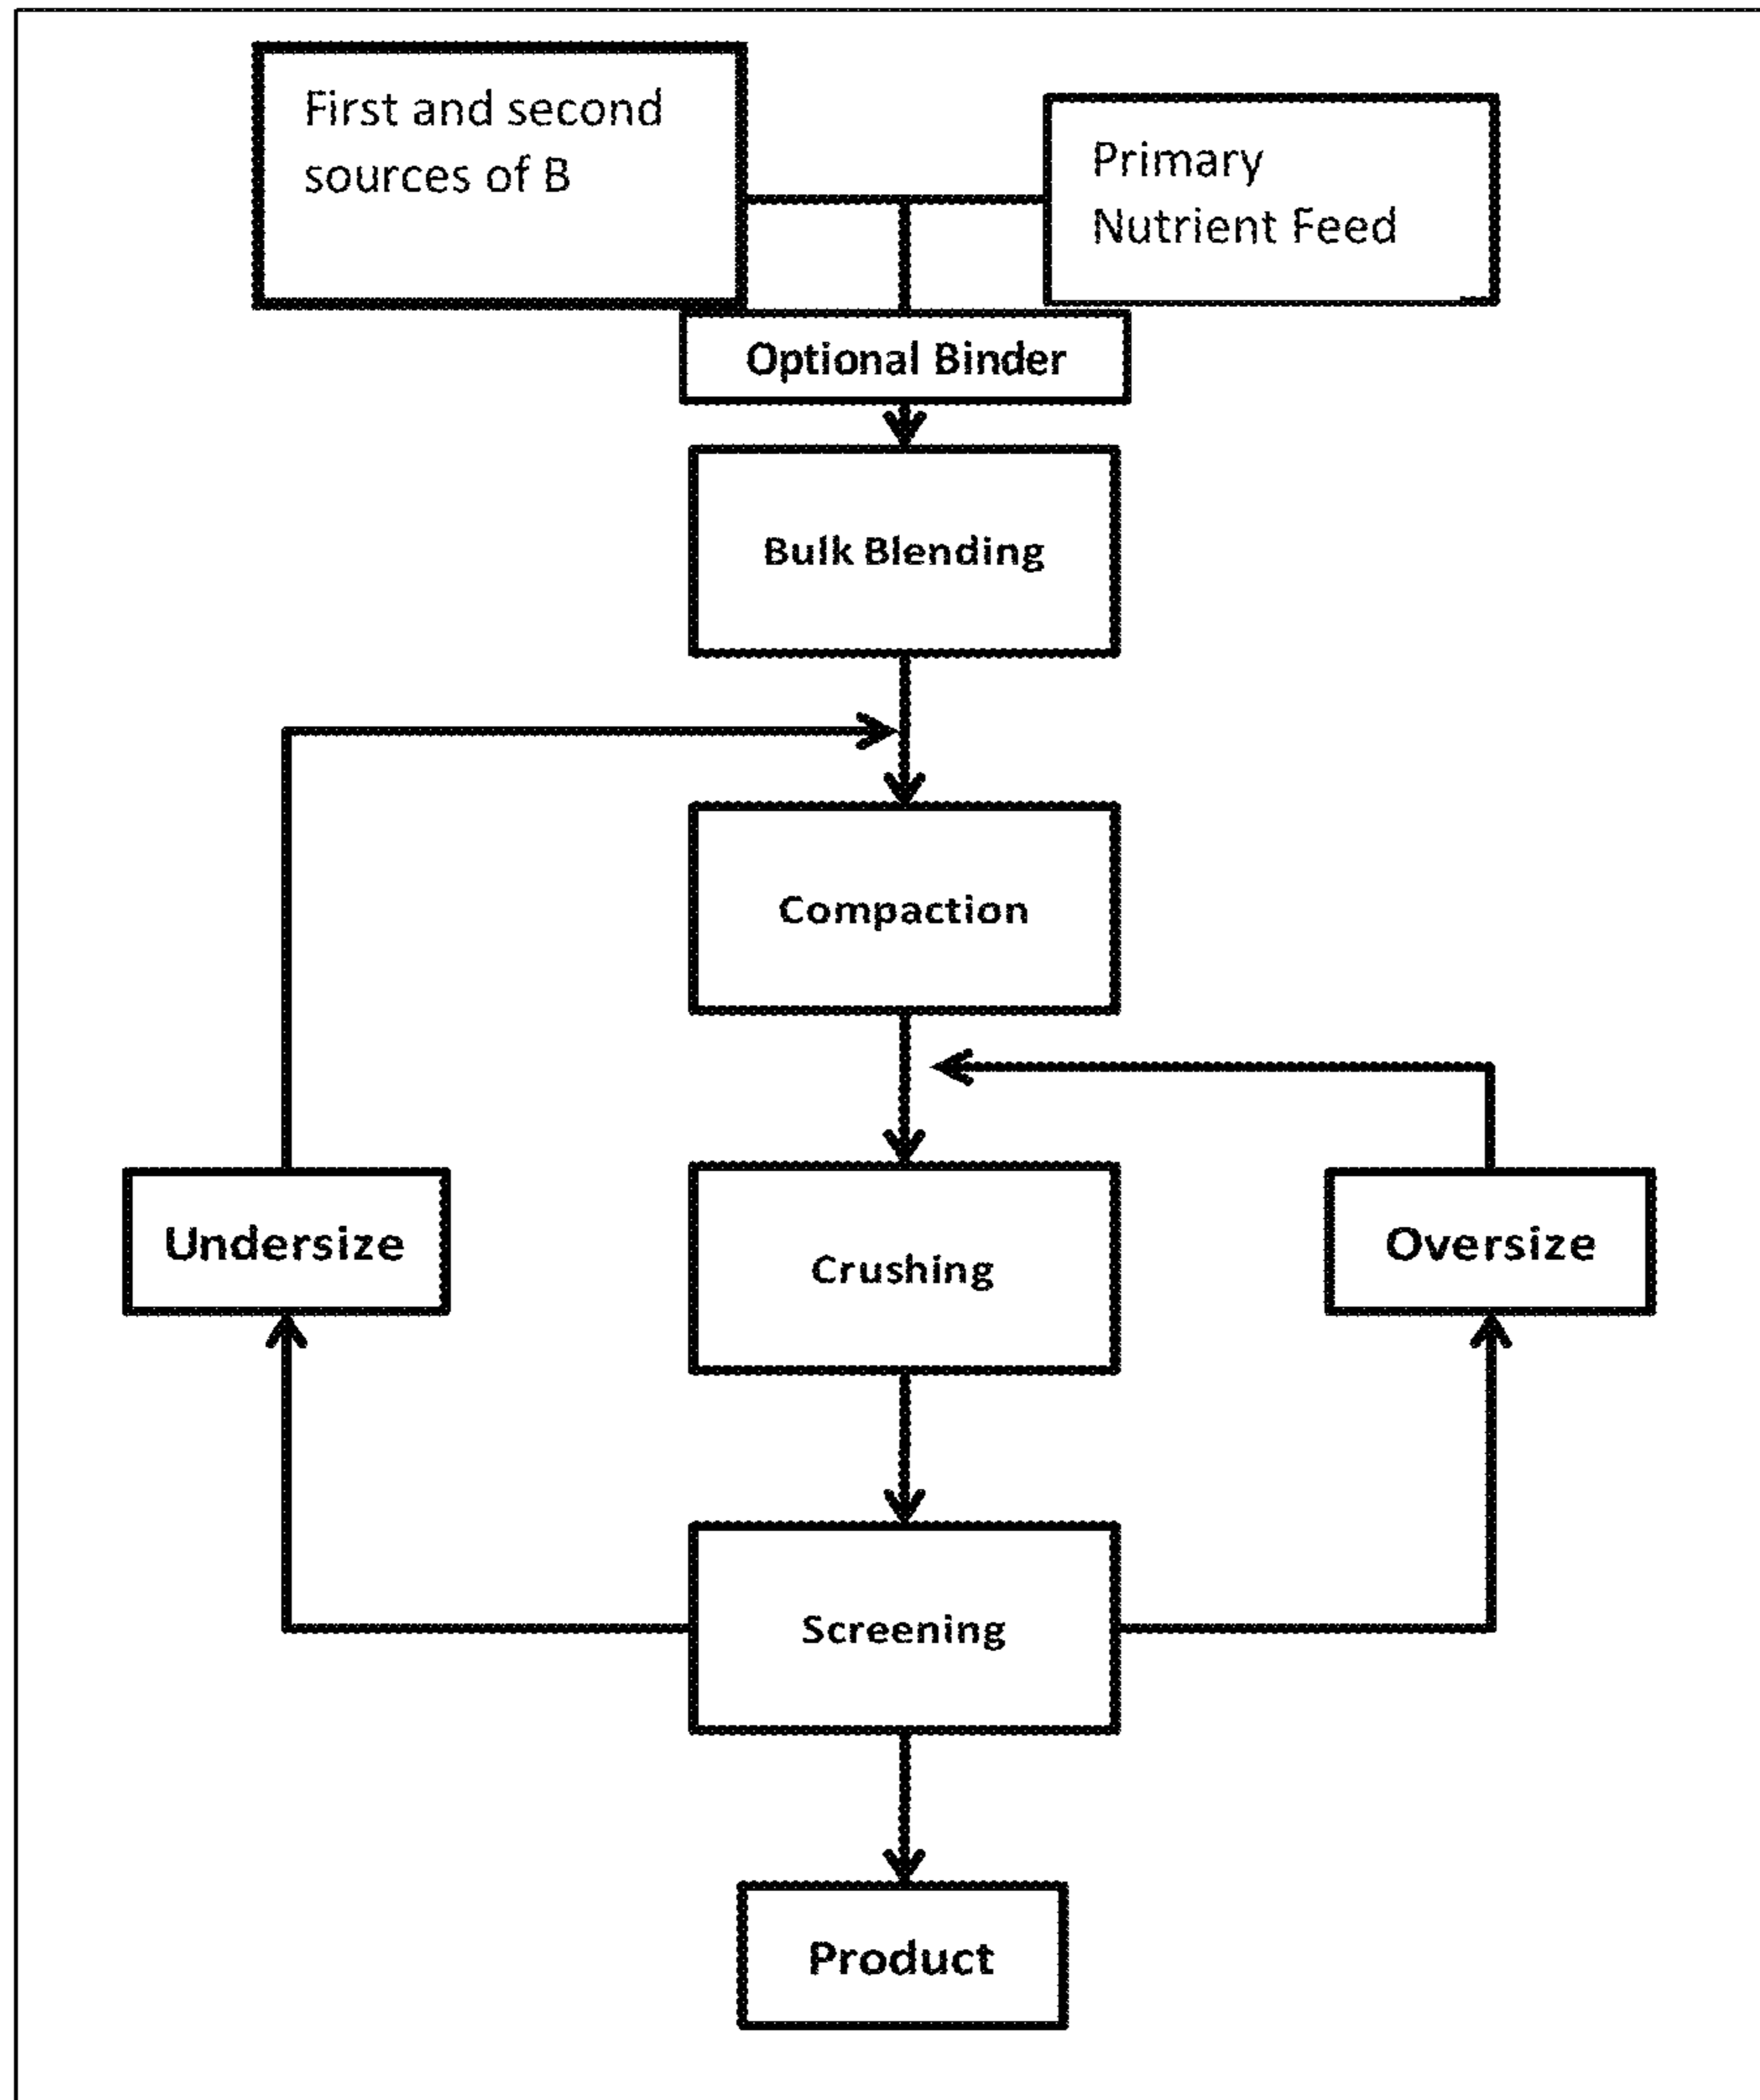 First and second
sources of B
Primary
Nutrient Feed
Optional Binder
Bulk Blending
Compaction
Undersize
Crushing
Oversize
Screening
Product